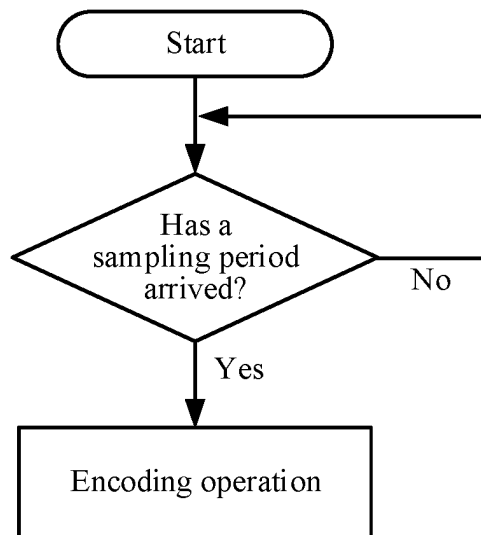 Start
Has a
sampling period
arrived?
No
Yes
Encoding operation